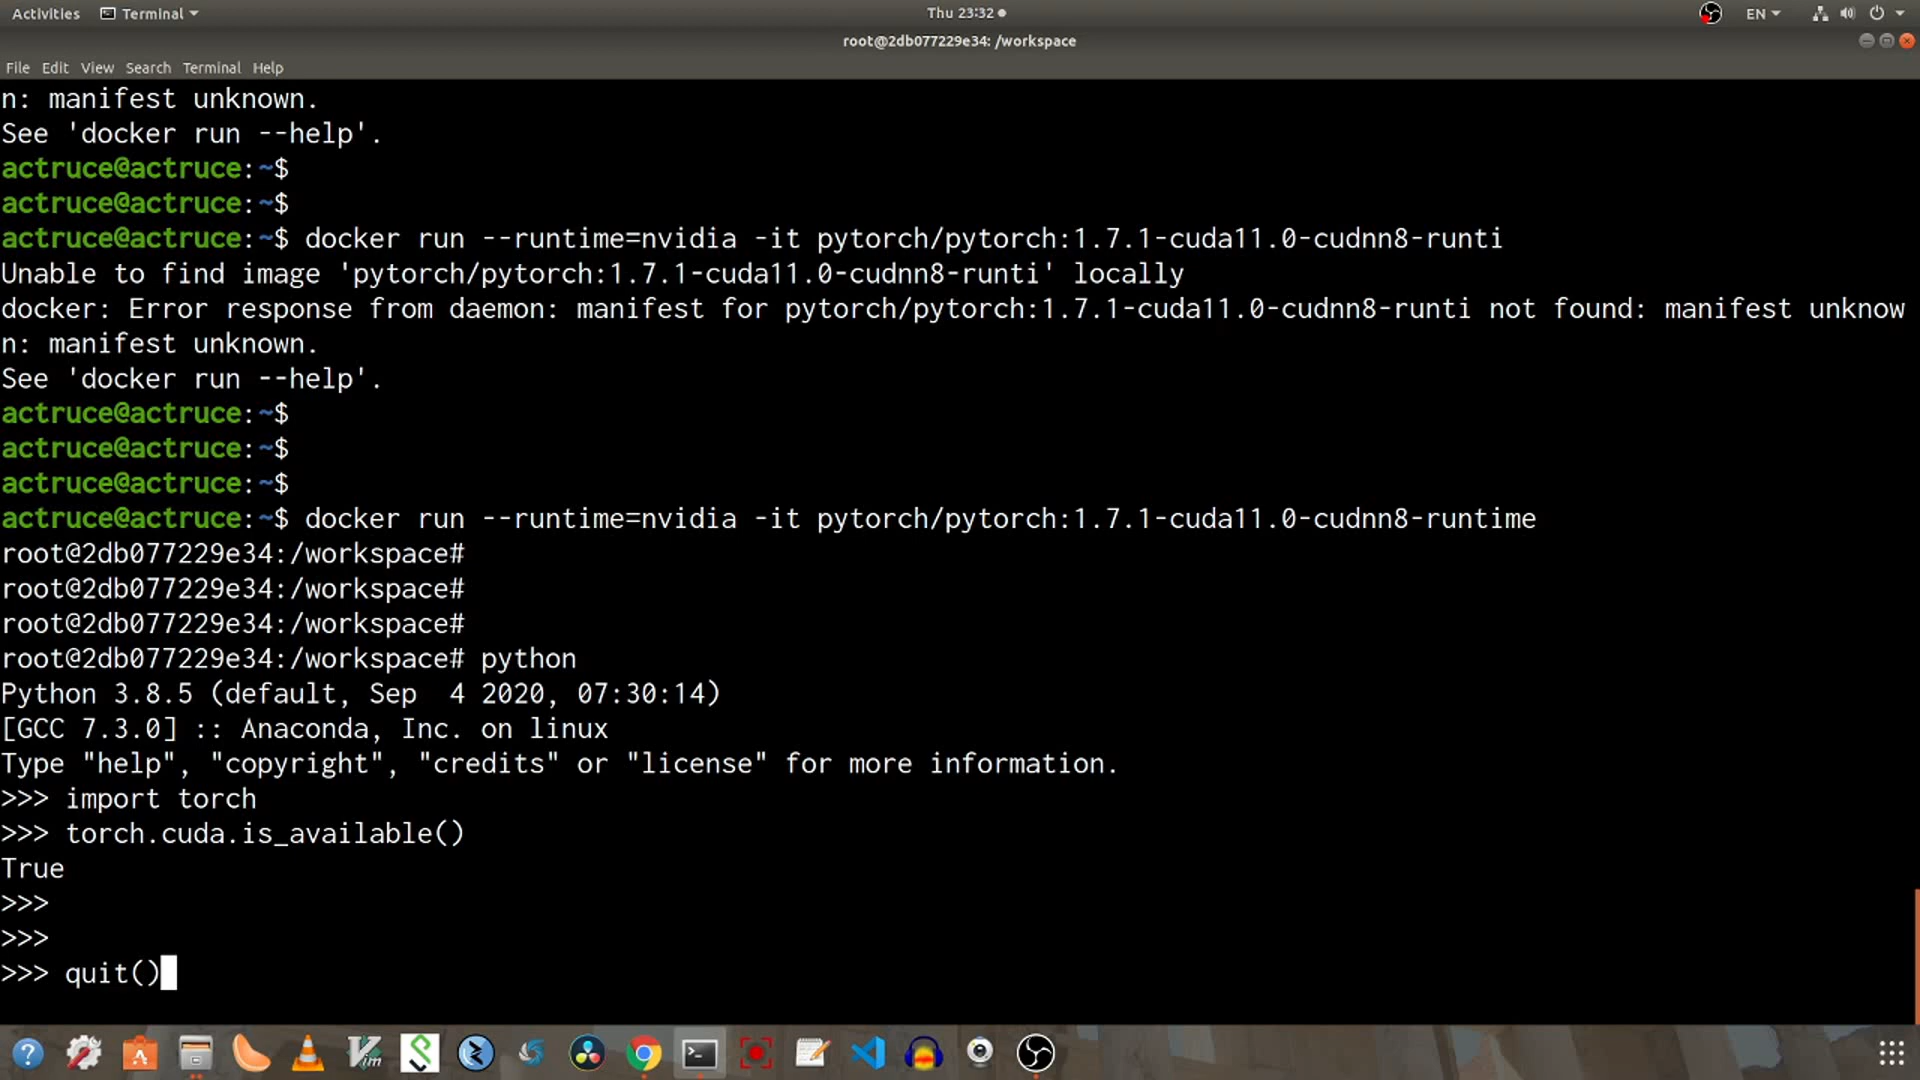 Activities Terminal Thu 23:32 EN
root@2db077229e34: /workspace
File Edit View Search Terminal Help
n: manifest unknown.
See 'docker run --help'.
actruce@actruce:~$
actruce@actruce:~$
actruce@actruce:~$ docker run --runtime=nvidia -it pytorch/pytorch:1.7.1-cuda11.0-cudnn8-runti
Unable to find image 'pytorch/pytorch:1.7.1-cuda11.0-cudnn8-runti' locally
docker: Error response from daemon: manifest for pytorch/pytorch:1.7.1-cuda11.0-cudnn8-runti not found: manifest unknow
n: manifest unknown.
See 'docker run --help'.
actruce@actruce:~$
actruce@actruce:~$
actruce@actruce:~$
actruce@actruce:~$ docker run --runtime=nvidia -it pytorch/pytorch:1.7.1-cuda11.0-cudnn8-runtime
root@2db077229e34:/workspace#
root@2db077229e34:/workspace#
root@2db077229e34:/workspace#
root@2db077229e34:/workspace# python
Python 3.8.5 (default, Sep  4 2020, 07:30:14)
[GCC 7.3.0] :: Anaconda, Inc. on linux
Type "help", "copyright", "credits" or "license" for more information.
>>> import torch
>>> torch.cuda.is_available()
True
>>>
>>>
>>> quit()